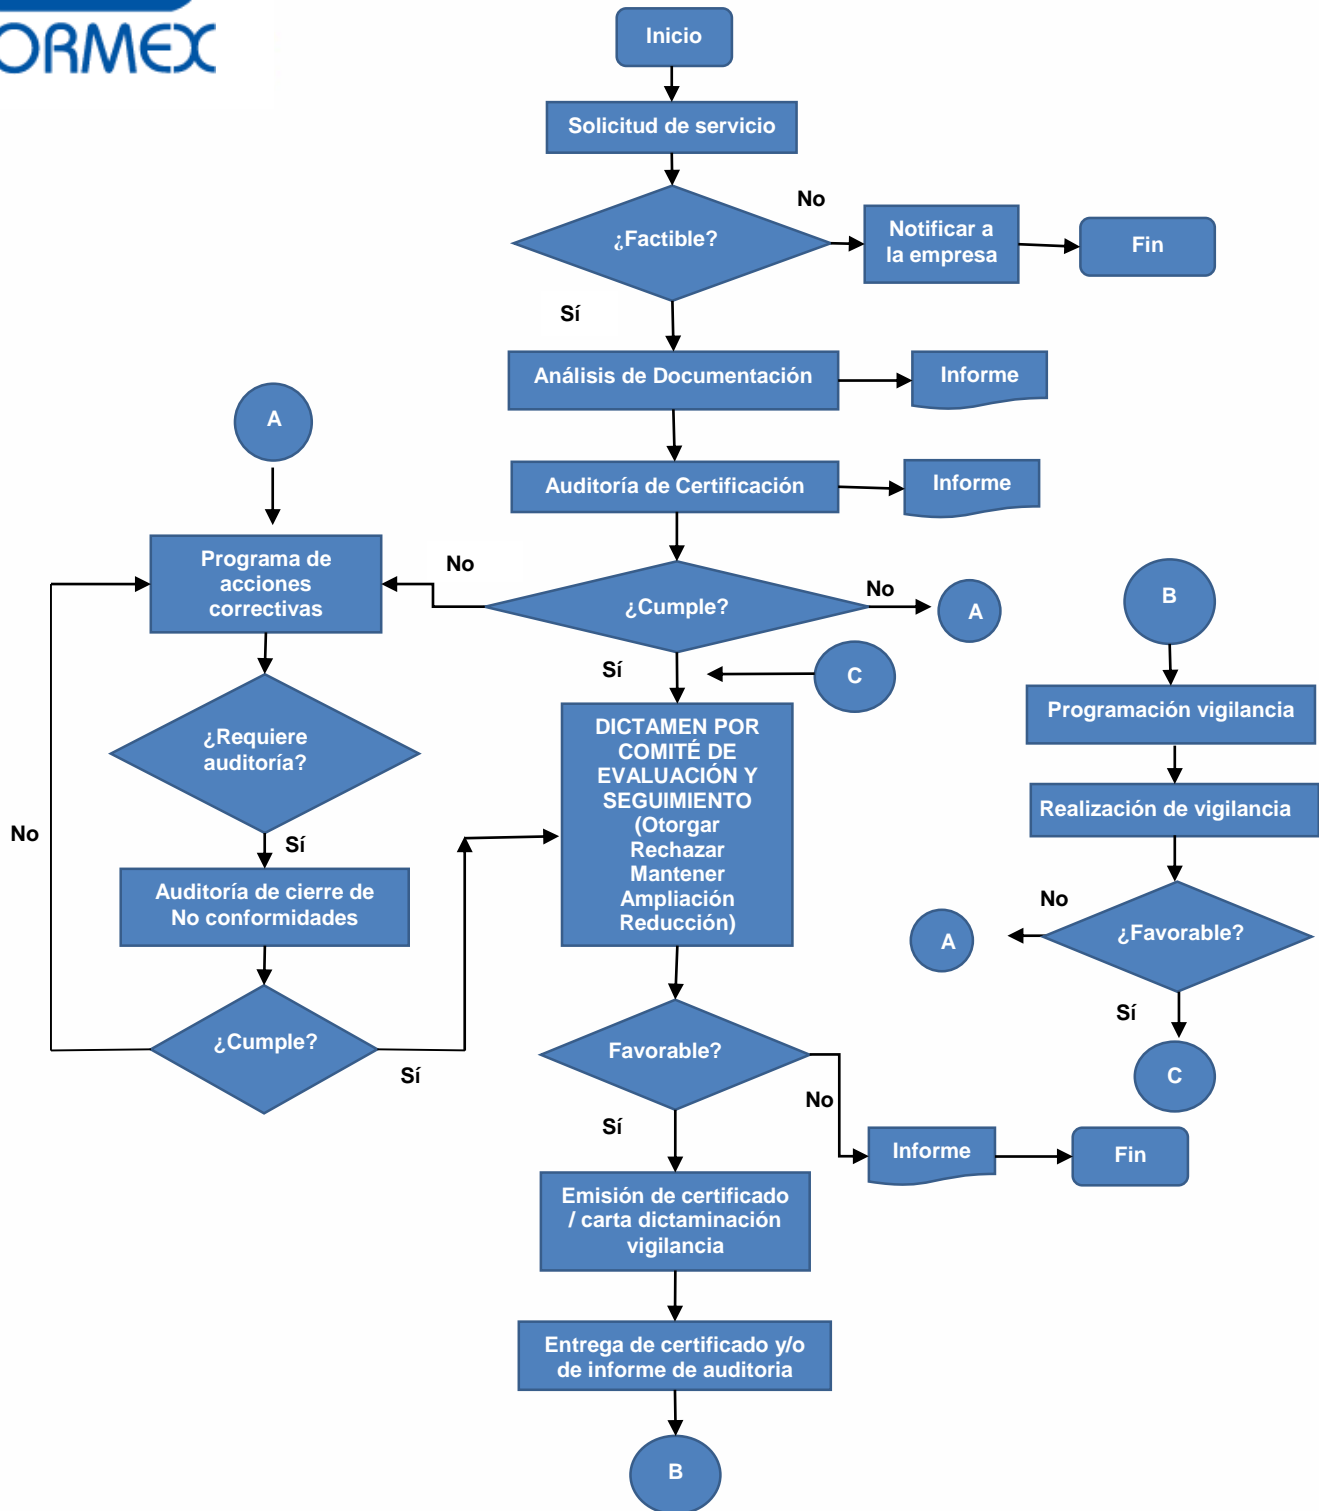 ORMEX
Inicio
Solicitud de servicio
¿Factible?
No
Notificar a
la empresa
Fin
Sí
Análisis de Documentación
Informe
A
Auditoría de Certificación
Informe
Programa de
acciones
correctivas
No
¿Cumple?
No
A
B
Sí
C
Programación vigilancia
¿Requiere
auditoría?
DICTAMEN POR
COMITÉ DE
EVALUACIÓN Y
SEGUIMIENTO
(Otorgar
Rechazar
Mantener
Ampliación
Reducción)
Realización de vigilancia
No
Sí
Auditoría de cierre de
No conformidades
No
A
¿Favorable?
Sí
¿Cumple?
Sí
Favorable?
C
No
Sí
Informe
Fin
Emisión de certificado
/ carta dictaminación
vigilancia
Entrega de certificado y/o
de informe de auditoria
B